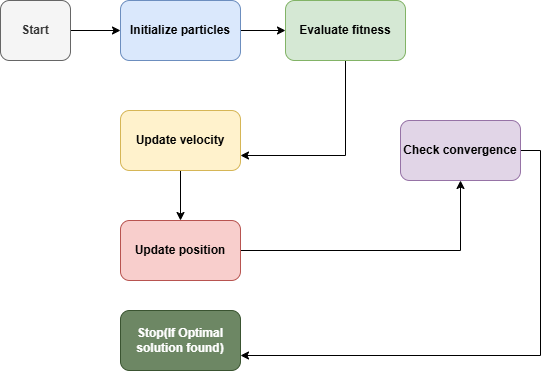 Start
Initialize particles
Evaluate fitness
Update velocity
Check convergence
Update position
Stop(If Optimal
solution found)